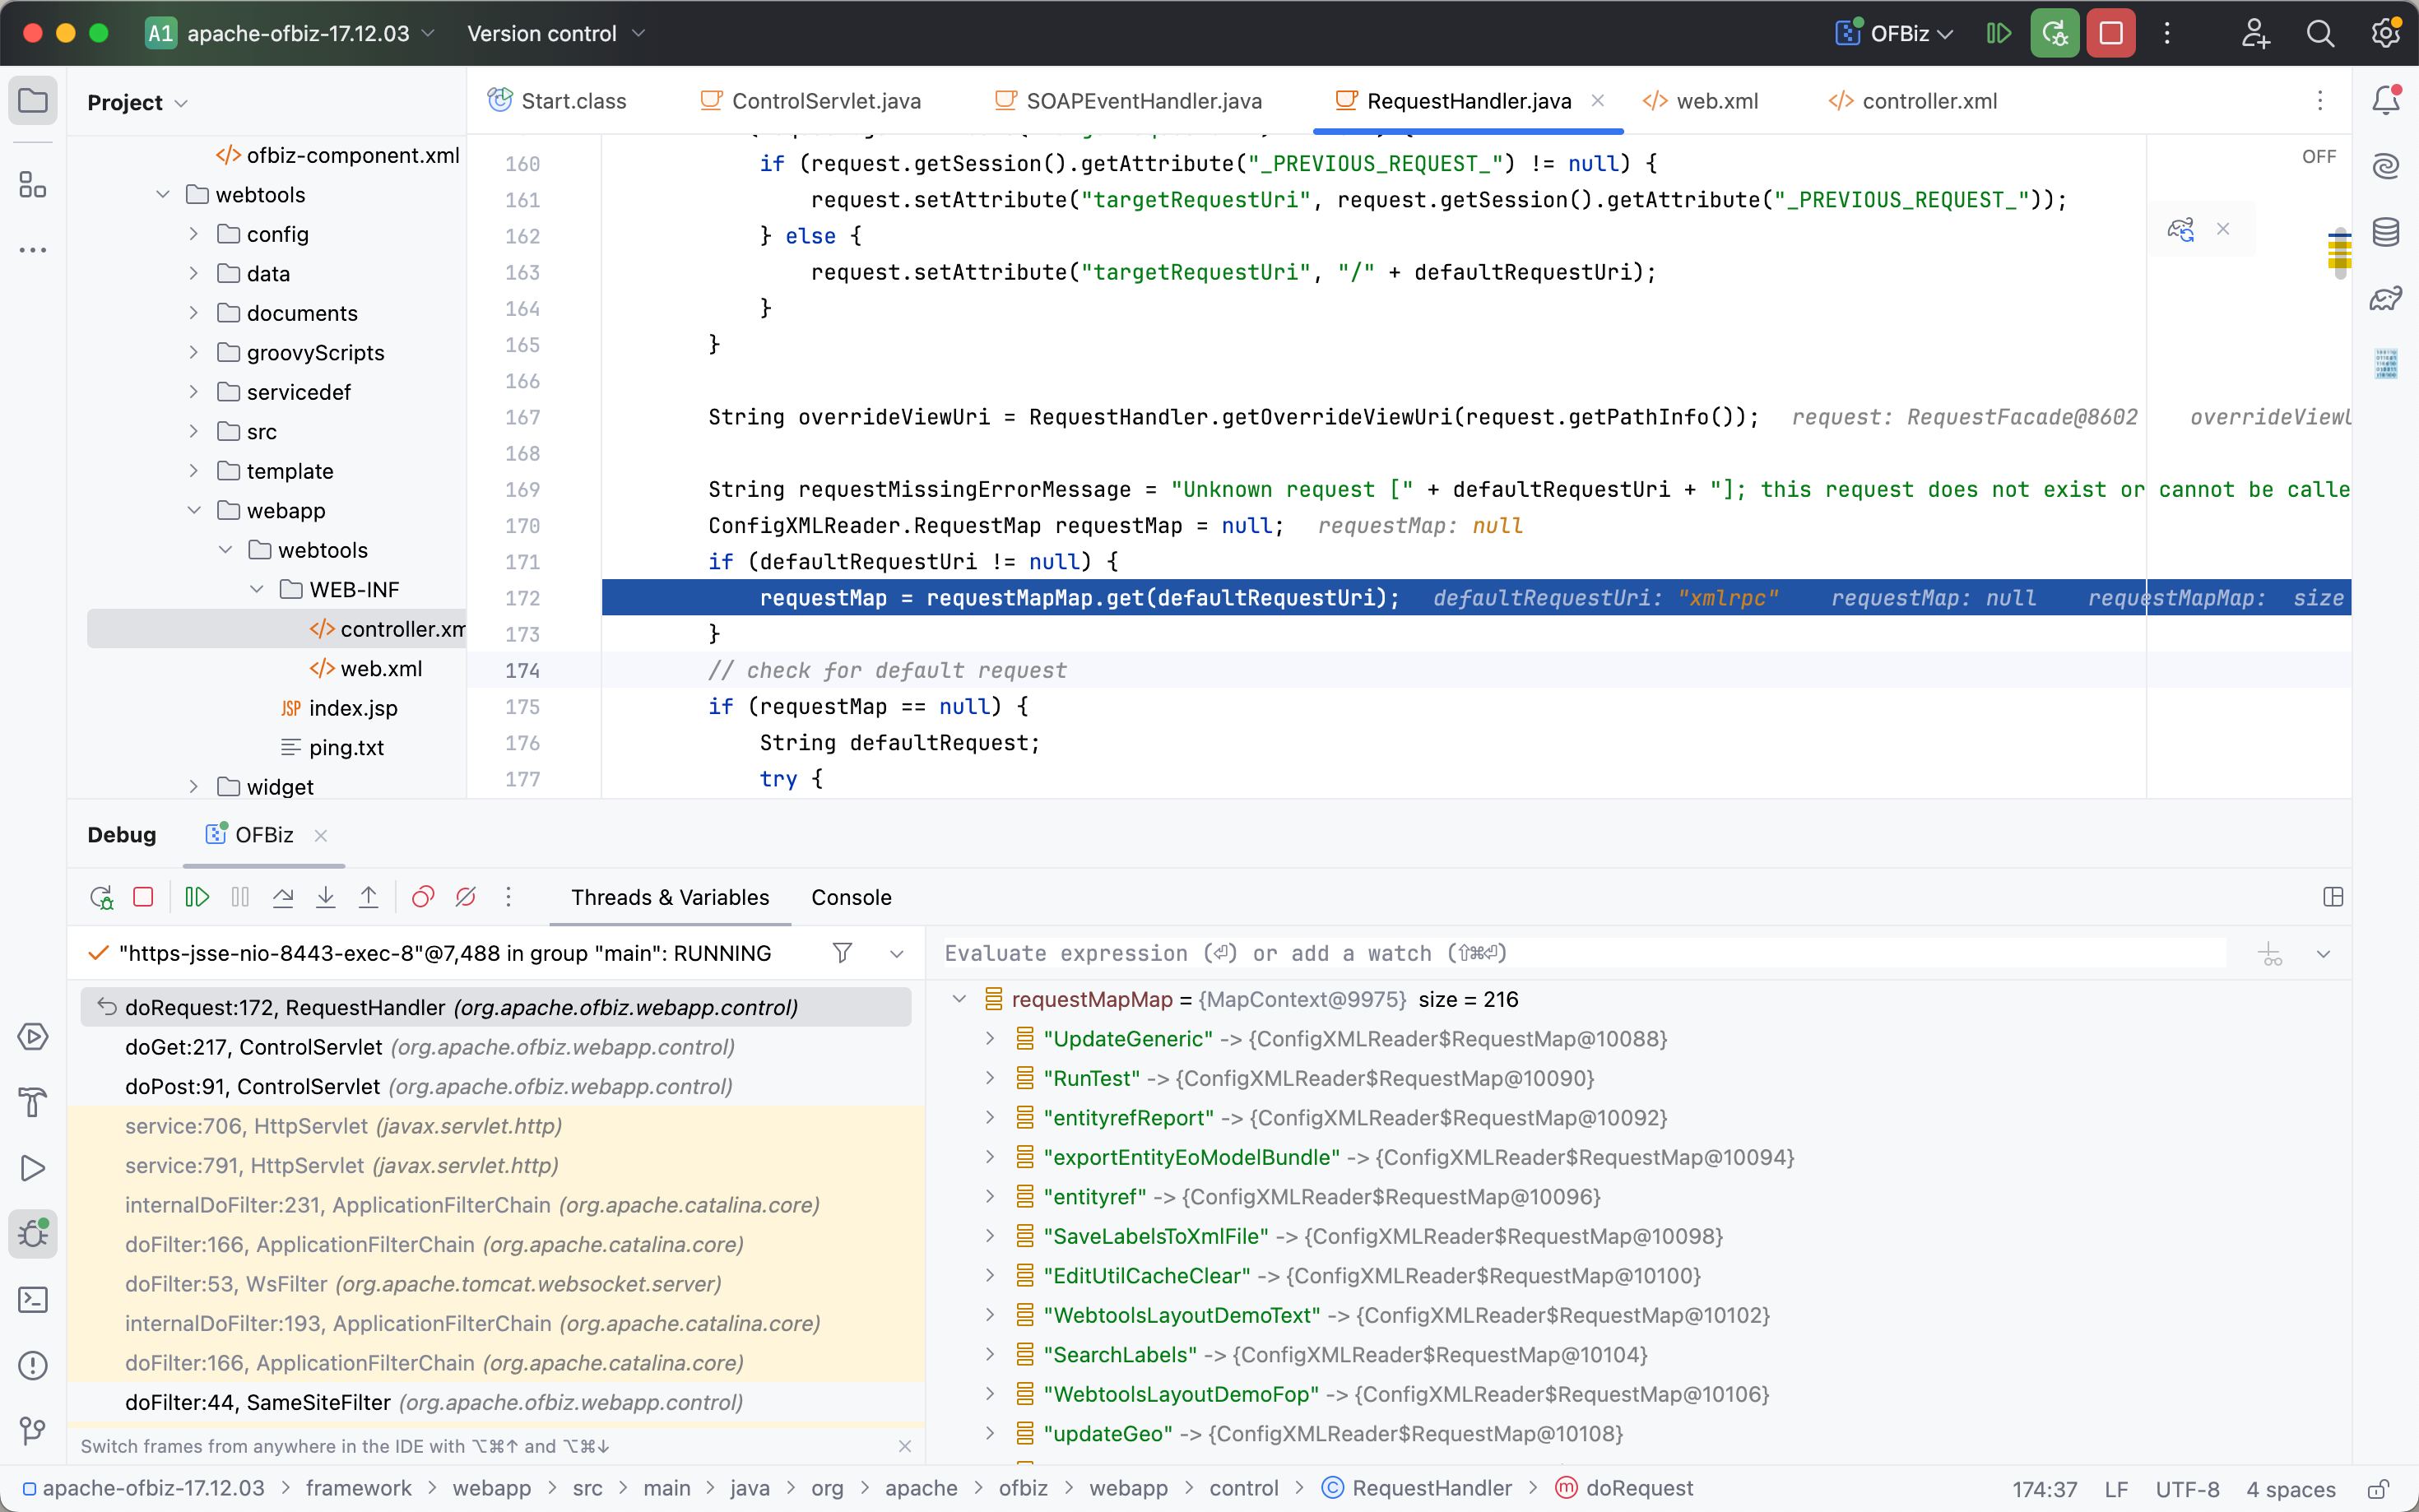 A1 apache-ofbiz-17.12.03 Version control OFBiz
Project
Start.class ControlServlet.java SOAPEventHandler.java RequestHandler.java web.xml controller.xml
ofbiz-component.xml
webtools
config
data
documents
groovyScripts
servicedef
src
template
webapp
webtools
WEB-INF
controller.xm
web.xml
JSP index.jsp
ping.txt
widget
OFF
160 if (request.getSession().getAttribute("_PREVIOUS_REQUEST_") != null) {
161 request.setAttribute("targetRequestUri", request.getSession().getAttribute("_PREVIOUS_REQUEST_"));
162 } else {
163 request.setAttribute("targetRequestUri", "/" + defaultRequestUri);
164 }
165 }
166
167 String overrideViewUri = RequestHandler.getOverrideViewUri(request.getPathInfo()); request: RequestFacade@8602 overrideViewU
168
169 String requestMissingErrorMessage = "Unknown request [" + defaultRequestUri + "]; this request does not exist or cannot be calle
170 ConfigXMLReader.RequestMap requestMap = null; requestMap: null
171 if (defaultRequestUri != null) {
172 requestMap = requestMapMap.get(defaultRequestUri); defaultRequestUri: "xmlrpc" requestMap: null requestMapMap: size
173 }
174 // check for default request
175 if (requestMap == null) {
176 String defaultRequest;
177 try {
Debug OFBiz
Threads & Variables Console
"https-jsse-nio-8443-exec-8"@7,488 in group "main": RUNNING
doRequest:172, RequestHandler (org.apache.ofbiz.webapp.control)
doGet:217, ControlServlet (org.apache.ofbiz.webapp.control)
doPost:91, ControlServlet (org.apache.ofbiz.webapp.control)
service:706, HttpServlet (javax.servlet.http)
service:791, HttpServlet (javax.servlet.http)
internalDoFilter:231, ApplicationFilterChain (org.apache.catalina.core)
doFilter:166, ApplicationFilterChain (org.apache.catalina.core)
doFilter:53, WsFilter (org.apache.tomcat.websocket.server)
internalDoFilter:193, ApplicationFilterChain (org.apache.catalina.core)
doFilter:166, ApplicationFilterChain (org.apache.catalina.core)
doFilter:44, SameSiteFilter (org.apache.ofbiz.webapp.control)
Switch frames from anywhere in the IDE with ⌥⌘↑ and ⌥⌘↓
Evaluate expression (⏎) or add a watch (⇧⌘⏎)
requestMapMap = {MapContext@9975} size = 216
"UpdateGeneric" -> {ConfigXMLReader$RequestMap@10088}
"RunTest" -> {ConfigXMLReader$RequestMap@10090}
"entityrefReport" -> {ConfigXMLReader$RequestMap@10092}
"exportEntityEoModelBundle" -> {ConfigXMLReader$RequestMap@10094}
"entityref" -> {ConfigXMLReader$RequestMap@10096}
"SaveLabelsToXmlFile" -> {ConfigXMLReader$RequestMap@10098}
"EditUtilCacheClear" -> {ConfigXMLReader$RequestMap@10100}
"WebtoolsLayoutDemoText" -> {ConfigXMLReader$RequestMap@10102}
"SearchLabels" -> {ConfigXMLReader$RequestMap@10104}
"WebtoolsLayoutDemoFop" -> {ConfigXMLReader$RequestMap@10106}
"updateGeo" -> {ConfigXMLReader$RequestMap@10108}
apache-ofbiz-17.12.03 > framework > webapp > src > main > java > org > apache > ofbiz > webapp > control > RequestHandler > doRequest 174:37 LF UTF-8 4 spaces